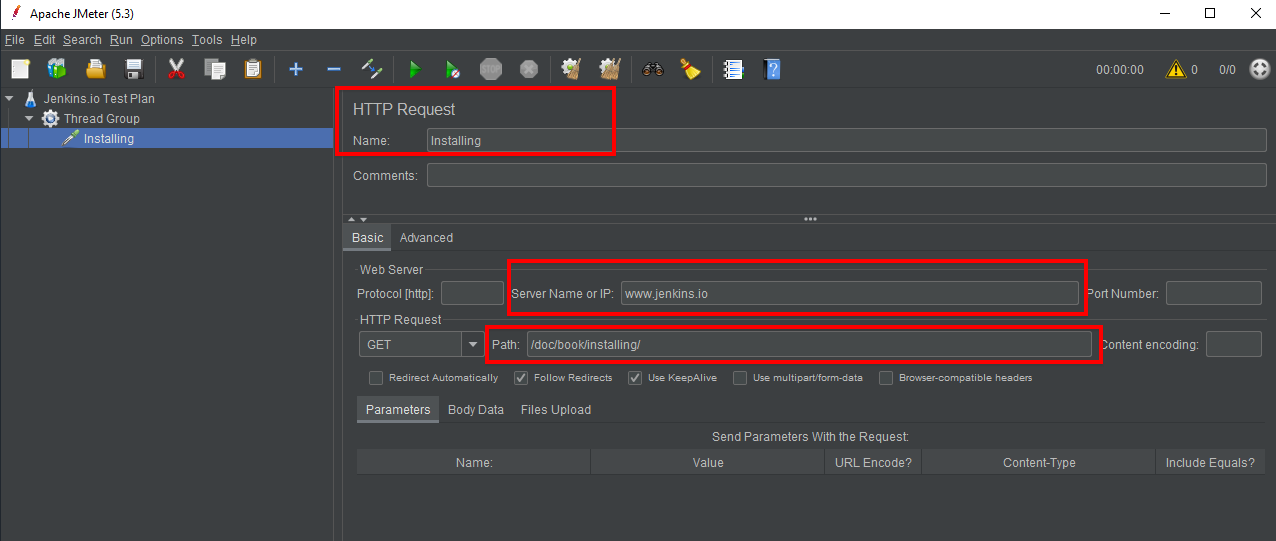 Apache JMeter (5.3)
File Edit Search Run Options Tools Help
STOP
00:00:00 0 0/0
Jenkins.io Test Plan
Thread Group
Installing
HTTP Request
Name: Installing
Comments:
Basic Advanced
Web Server
Protocol [http]: Server Name or IP: www.jenkins.io Port Number:
HTTP Request
GET Path: /doc/book/installing/ Content encoding:
Redirect Automatically Follow Redirects Use KeepAlive Use multipart/form-data Browser-compatible headers
Parameters Body Data Files Upload
Send Parameters With the Request:
Name: Value URL Encode? Content-Type Include Equals?